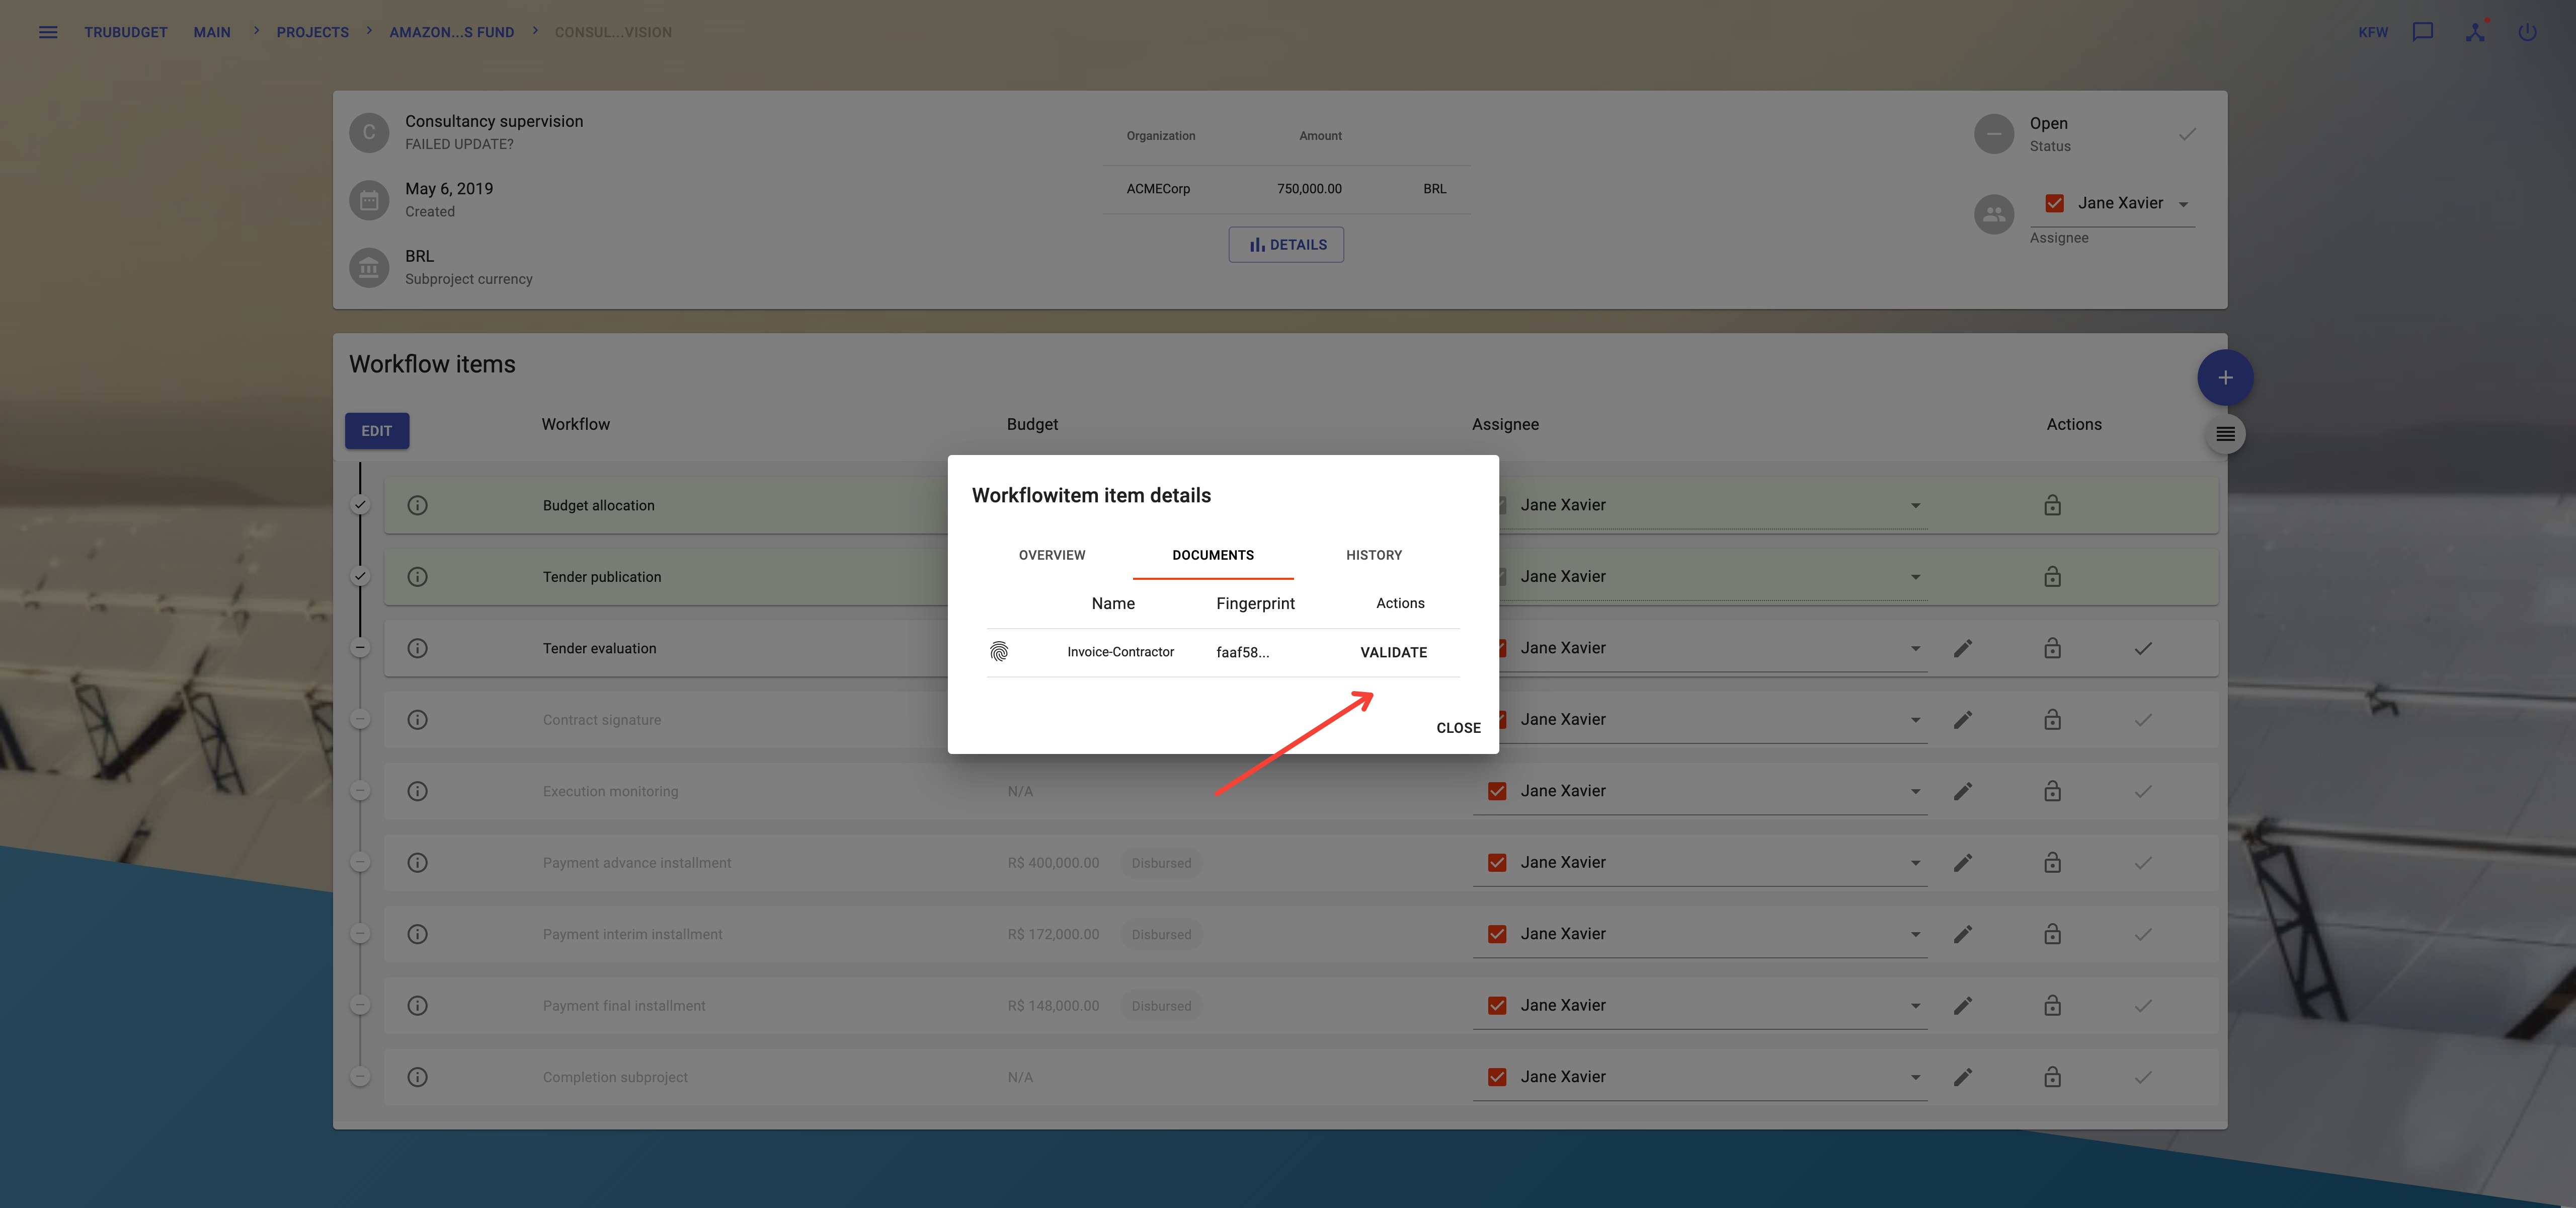 TRUBUDGET MAIN > PROJECTS > AMAZON...S FUND > CONSUL...VISION KFW
C Consultancy supervision
FAILED UPDATE?
May 6, 2019
Created
BRL
Subproject currency
Organization Amount
ACMECorp 750,000.00 BRL
DETAILS
Open
Status
Jane Xavier
Assignee
Workflow items
EDIT Workflow Budget Assignee Actions
Budget allocation Jane Xavier
Tender publication Jane Xavier
Tender evaluation Jane Xavier
Contract signature Jane Xavier
Execution monitoring N/A Jane Xavier
Payment advance installment R$ 400,000.00 Disbursed Jane Xavier
Payment interim installment R$ 172,000.00 Disbursed Jane Xavier
Payment final installment R$ 148,000.00 Disbursed Jane Xavier
Completion subproject N/A Jane Xavier
Workflowitem item details
OVERVIEW DOCUMENTS HISTORY
Name Fingerprint Actions
Invoice-Contractor faaf58... VALIDATE
CLOSE